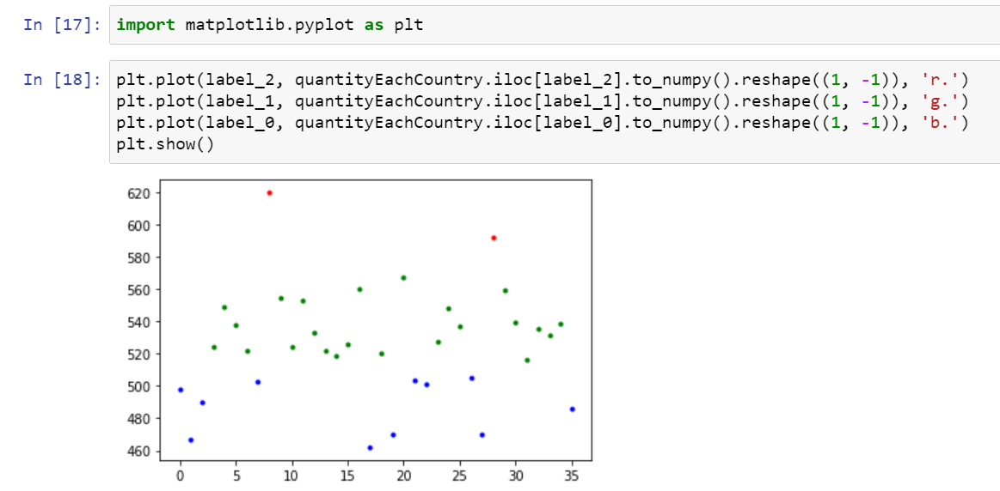 In [17]: import matplotlib.pyplot as plt
In [18]: plt.plot(label_2, quantityEachCountry.iloc[label_2].to_numpy().reshape((1, -1)), 'r.')
plt.plot(label_1, quantityEachCountry.iloc[label_1].to_numpy().reshape((1, -1)), 'g.')
plt.plot(label_0, quantityEachCountry.iloc[label_0].to_numpy().reshape((1, -1)), 'b.')
plt.show()
620
600
580
560
540
520
500
480
460
0 5 10 15 20 25 30 35